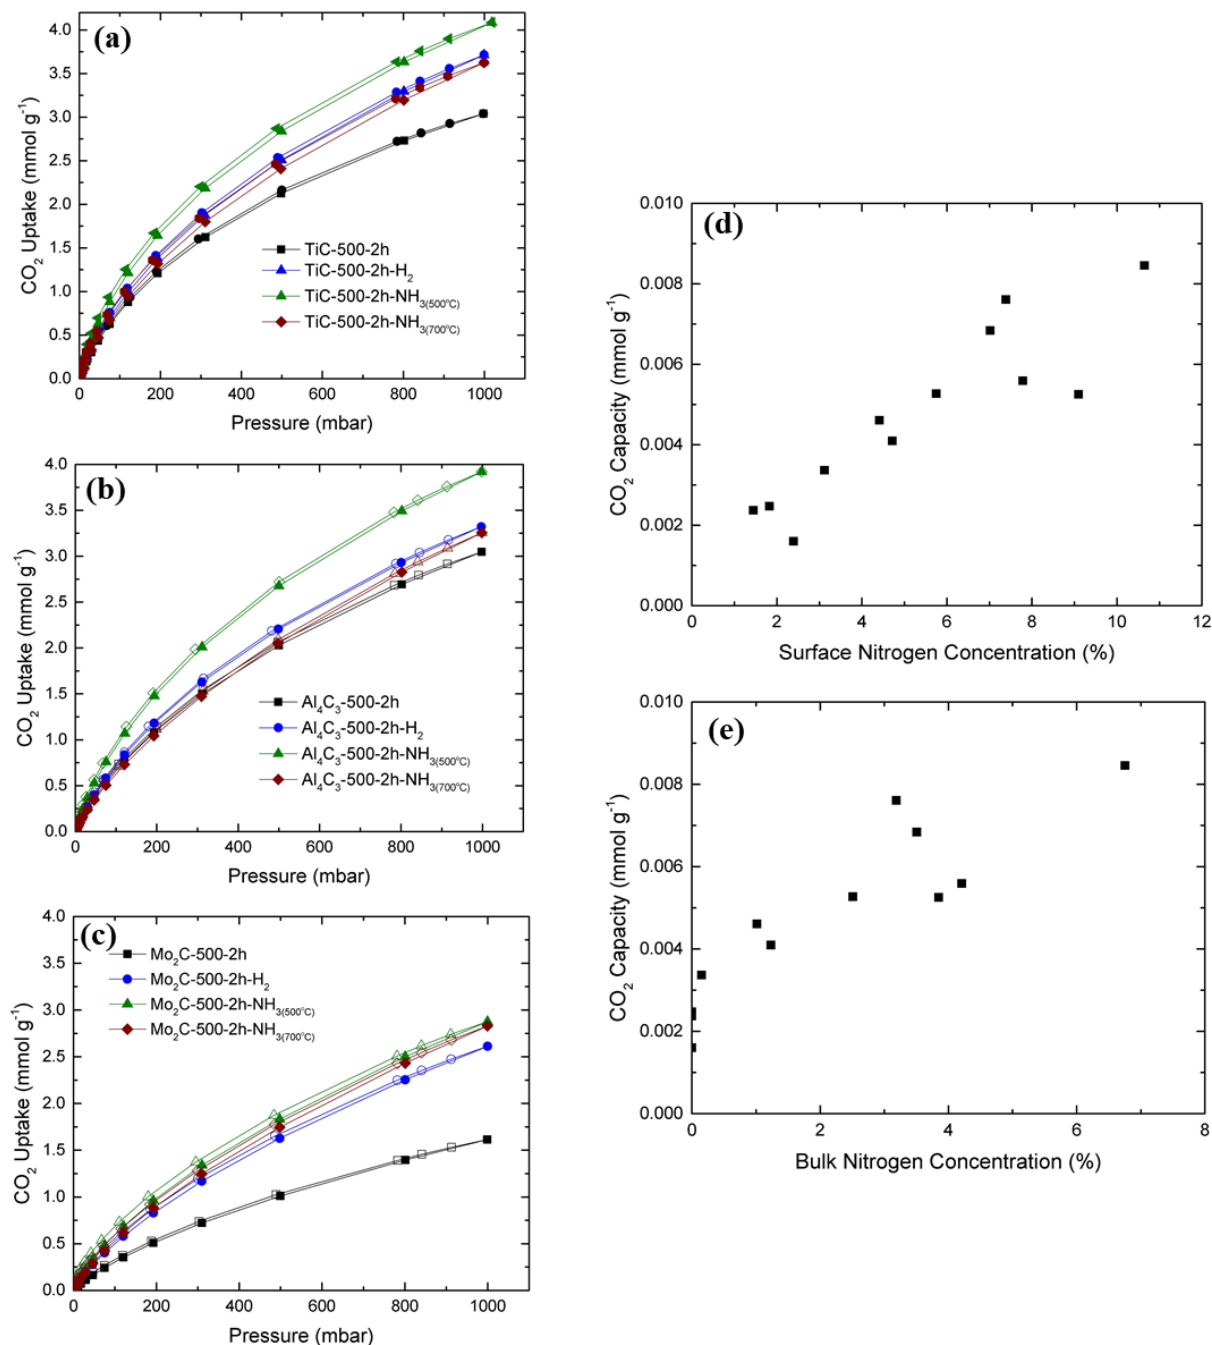 (a)
4.0
3.5
3.0
2.5
2.0
1.5
1.0
0.5
0.0
CO₂ Uptake (mmol g⁻¹)
TiC-500-2h
TiC-500-2h-H₂
TiC-500-2h-NH₃(500°C)
TiC-500-2h-NH₃(700°C)
0 200 400 600 800 1000
Pressure (mbar)
(b)
4.0
3.5
3.0
2.5
2.0
1.5
1.0
0.5
0.0
CO₂ Uptake (mmol g⁻¹)
Al₄C₃-500-2h
Al₄C₃-500-2h-H₂
Al₄C₃-500-2h-NH₃(500°C)
Al₄C₃-500-2h-NH₃(700°C)
0 200 400 600 800 1000
Pressure (mbar)
(c)
4.0
3.5
3.0
2.5
2.0
1.5
1.0
0.5
0.0
CO₂ Uptake (mmol g⁻¹)
Mo₂C-500-2h
Mo₂C-500-2h-H₂
Mo₂C-500-2h-NH₃(500°C)
Mo₂C-500-2h-NH₃(700°C)
0 200 400 600 800 1000
Pressure (mbar)
(d)
0.010
0.008
0.006
0.004
0.002
0.000
CO₂ Capacity (mmol g⁻¹)
0 2 4 6 8 10 12
Surface Nitrogen Concentration (%)
(e)
0.010
0.008
0.006
0.004
0.002
0.000
CO₂ Capacity (mmol g⁻¹)
0 2 4 6 8
Bulk Nitrogen Concentration (%)